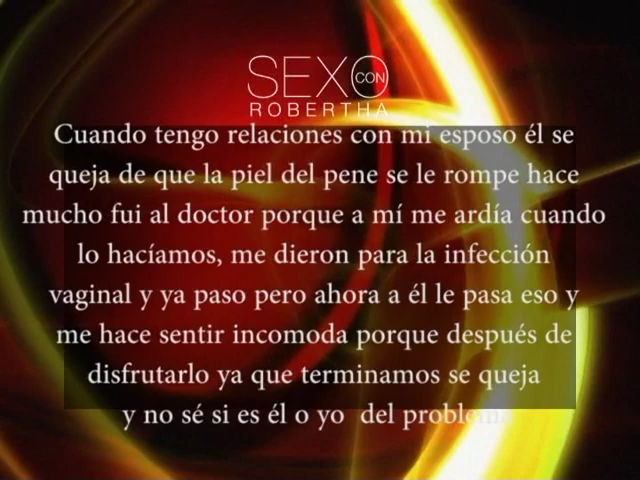 SEXO CON
ROBERTHA
Cuando tengo relaciones con mi esposo él se
queja de que la piel del pene se le rompe hace
mucho fui al doctor porque a mí me ardía cuando
lo hacíamos, me dieron para la infección
vaginal y ya paso pero ahora a él le pasa eso y
me hace sentir incomoda porque después de
disfrutarlo ya que terminamos se queja
y no sé si es él o yo del problema